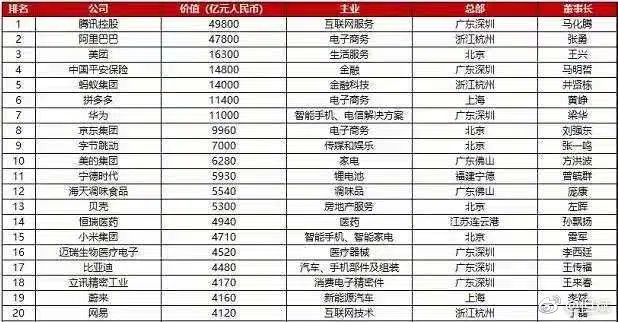 排名 公司 价值（亿元人民币） 主业 总部 董事长
1 腾讯控股 49800 互联网服务 广东深圳 马化腾
2 阿里巴巴 47800 电子商务 浙江杭州 张勇
3 美团 16300 生活服务 北京 王兴
4 中国平安保险 14800 金融 广东深圳 马明哲
5 蚂蚁集团 14000 金融科技 浙江杭州 井贤栋
6 拼多多 11400 电子商务 上海 黄峥
7 华为 11000 智能手机、电信解决方案 广东深圳 梁华
8 京东集团 9960 电子商务 北京 刘强东
9 字节跳动 7000 传媒和娱乐 北京 张一鸣
10 美的集团 6280 家电 广东佛山 方洪波
11 宁德时代 5930 锂电池 福建宁德 曾毓群
12 海天调味食品 5540 调味品 广东佛山 庞康
13 贝壳 5300 房地产服务 北京 左晖
14 恒瑞医药 4940 医药 江苏连云港 孙飘扬
15 小米集团 4710 智能手机、智能家电 北京 雷军
16 迈瑞生物医疗电子 4520 医疗器械 广东深圳 李西廷
17 比亚迪 4480 汽车、手机部件及组装 广东深圳 王传福
18 立讯精密工业 4170 消费电子精密件 广东深圳 王来春
19 蔚来 4160 新能源汽车 上海 李斌
20 网易 4120 互联网技术 浙江杭州 丁磊